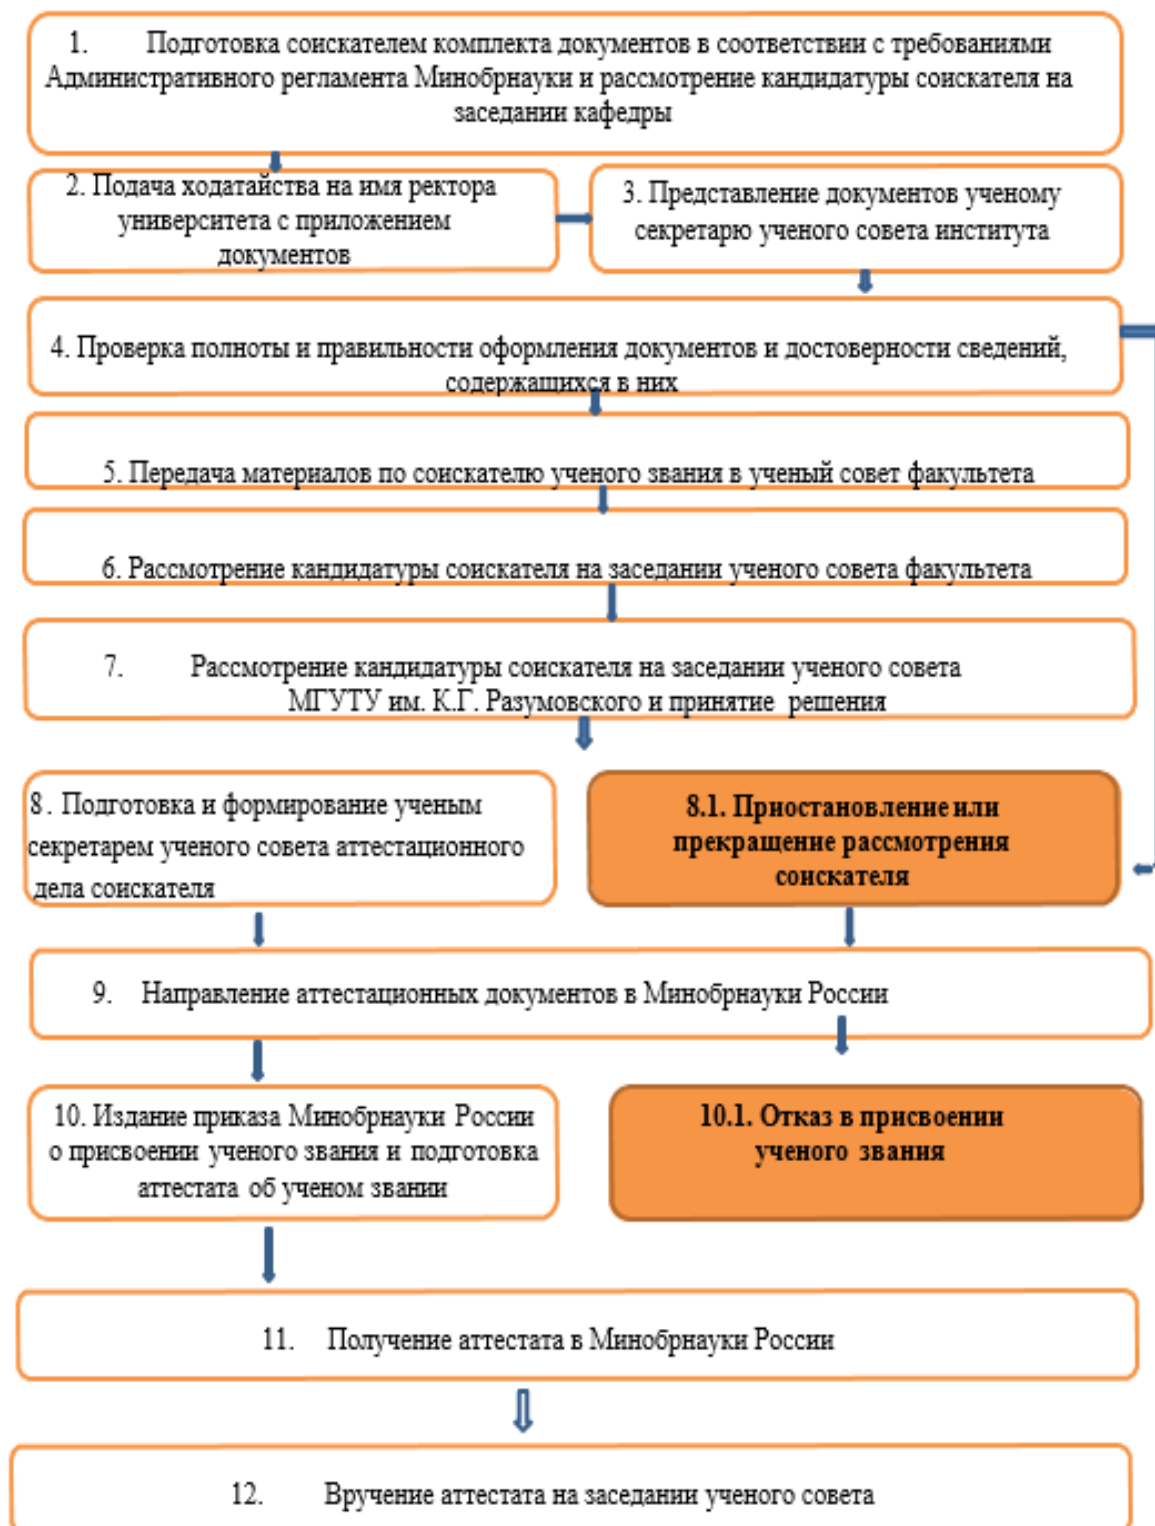 1. Подготовка соискателем комплекта документов в соответствии с требованиями
Административного регламента Минобрнауки и рассмотрение кандидатуры соискателя на
заседании кафедры
2. Подача ходатайства на имя ректора
университета с приложением
документов
3. Представление документов ученому
секретарю ученого совета института
4. Проверка полноты и правильности оформления документов и достоверности сведений,
содержащихся в них
5. Передача материалов по соискателю ученого звания в ученый совет факультета
6. Рассмотрение кандидатуры соискателя на заседании ученого совета факультета
7. Рассмотрение кандидатуры соискателя на заседании ученого совета
МГУТУ им. К.Г. Разумовского и принятие решения
8. Подготовка и формирование ученым
секретарем ученого совета аттестационного
дела соискателя
8.1. Приостановление или
прекращение рассмотрения
соискателя
9. Направление аттестационных документов в Минобрнауки России
10. Издание приказа Минобрнауки России
о присвоении ученого звания и подготовка
аттестата об ученом звании
10.1. Отказ в присвоении
ученого звания
11. Получение аттестата в Минобрнауки России
12. Вручение аттестата на заседании ученого совета